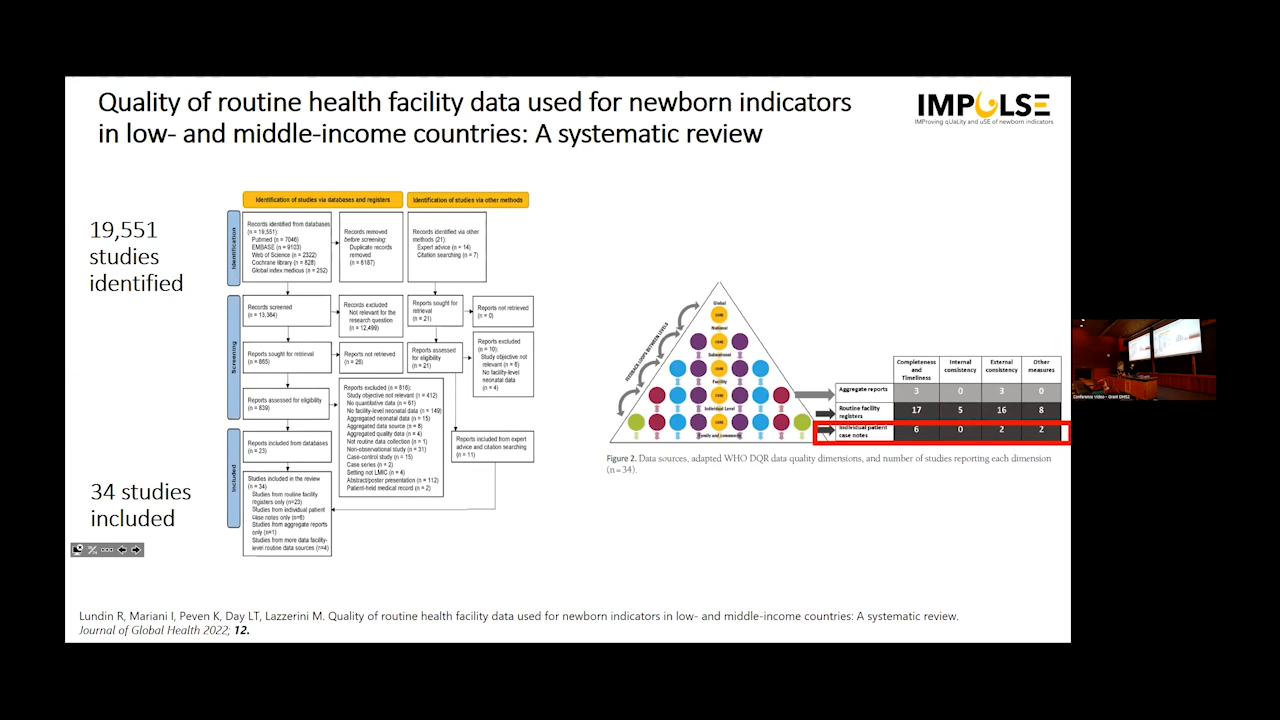 Quality of routine health facility data used for newborn indicators
in low- and middle-income countries: A systematic review
IMPULSE
IMProving qUaLity and uSE of newborn indicators
19,551
studies
identified
34 studies
included
Identification of studies via databases and registers
Identification of studies via other methods
Identification
Records identified from databases
(n = 19,551):
Pubmed (n = 7046)
EMBASE (n = 9103)
Web of Science (n = 2322)
Cochrane library (n = 828)
Global index medicus (n = 252)
Records removed
before screening:
Duplicate records
removed
(n = 6187)
Records identified via other
methods (21):
Expert advice (n = 14)
Citation searching (n = 7)
Screening
Records screened
(n = 13,364)
Records excluded
Not relevant for the
research question
(n = 12,499)
Reports sought for
retrieval
(n = 21)
Reports not retrieved
(n = 0)
Reports sought for retrieval
(n = 865)
Reports not retrieved
(n = 26)
Reports assessed
for eligibility
(n = 21)
Reports excluded
(n = 10):
Study objective not
relevant (n = 6)
No facility-level
neonatal data
(n = 4)
Reports assessed for eligibility
(n = 839)
Reports excluded (n = 816):
Study objective not relevant (n = 412)
No quantitative data (n = 61)
No facility-level neonatal data (n = 149)
Aggregated neonatal data (n = 15)
Aggregated data source (n = 8)
Aggregated quality data (n = 4)
Not routine data collection (n = 1)
Non-observational study (n = 31)
Case-control study (n = 15)
Case series (n = 2)
Setting not LMIC (n = 4)
Abstract/poster presentation (n = 112)
Patient-held medical record (n = 2)
Included
Reports included from databases
(n = 23)
Reports included from expert
advice and citation searching
(n = 11)
Studies included in the review
(n = 34)
Studies from routine facility
registers only (n=23)
Studies from individual patient
case notes only (n=6)
Studies from aggregate reports
only (n=1)
Studies from more data facility-
level routine data sources (n=4)
FEEDBACK LOOPS BETWEEN LEVELS
Global
CORE
National
CORE
Subnational
CORE
Facility
CORE
Individual Level
CORE
Family and community
Completeness and Timeliness
Internal consistency
External consistency
Other measures
Aggregate reports 3 0 3 0
Routine facility registers 17 5 16 8
Individual patient case notes 6 0 2 2
Figure 2. Data sources, adapted WHO DQR data quality dimensions, and number of studies reporting each dimension
(n = 34).
Lundin R, Mariani I, Peven K, Day LT, Lazzerini M. Quality of routine health facility data used for newborn indicators in low- and middle-income countries: A systematic review.
Journal of Global Health 2022; 12.
Conference Video - Grant DHIS2